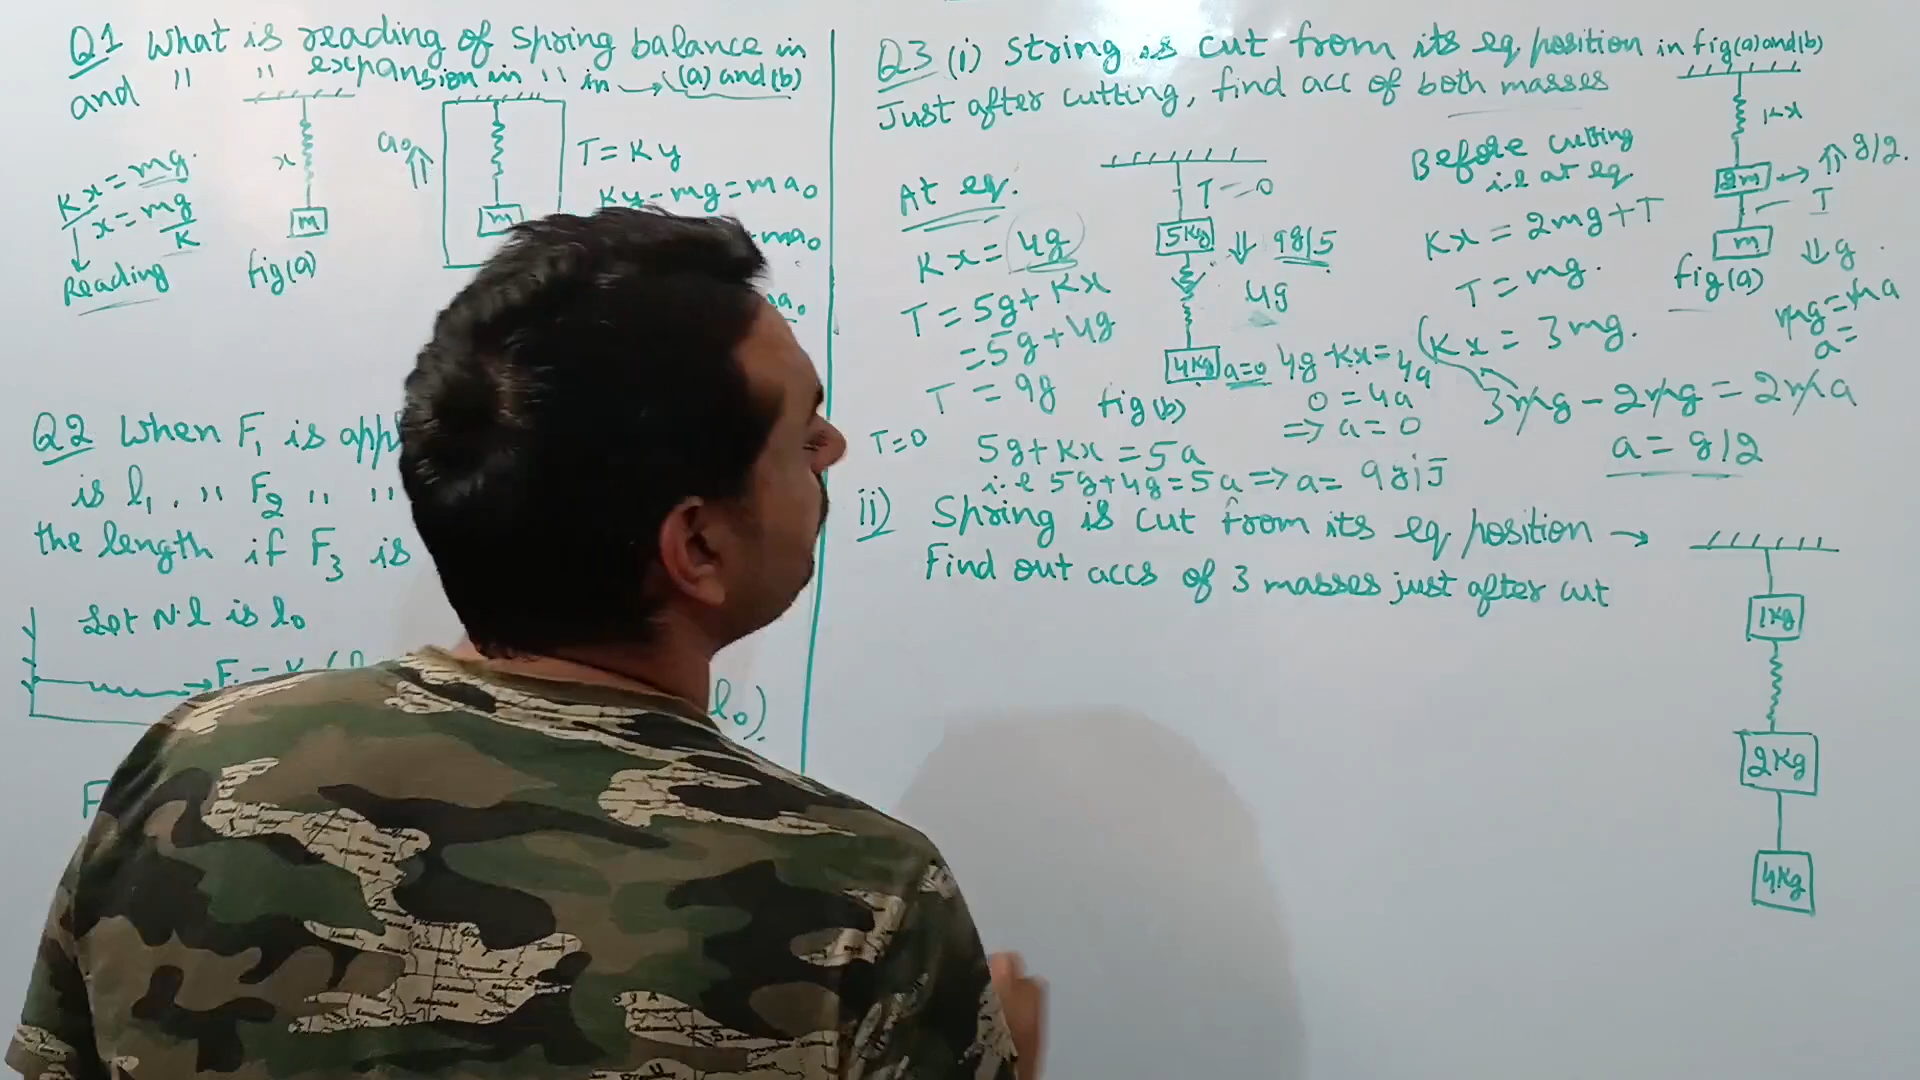 Q1 What is reading of spring balance in
and " " expansion in " in → (a) and (b)
Kx = mg.
x = mg/K
Reading
x
m
fig(a)
a₀
m
T = Ky
Ky - mg = ma₀
ma₀
a₀
Q2 When F₁ is
is l₁. " F₂ " "
the length if F₃ is
Let N.l is l₀
l₀).
F
Q3 (i) String is cut from its eq position in fig(a) and (b)
Just after cutting, find acc of both masses
At eq.
Kx = 4g
T = 5g + Kx
= 5g + 4g
T = 9g
T = 0
5Kg
9g/5
4g
4Kg
a=0
fig(b)
4g - Kx = 4a
0 = 4a
⇒ a = 0
T=0
5g + Kx = 5a
i.e 5g + 4g = 5a ⇒ a = 9g/5
Before cutting
i.e at eq
Kx = 2mg + T
T = mg.
Kx = 3mg.
3mg - 2mg = 2ma
a = g/2
Kx
2m
g/2.
T
m
g
fig(a)
mg = ma
a =
ii) Spring is cut from its eq position →
Find out accs of 3 masses just after cut
1Kg
2Kg
4Kg